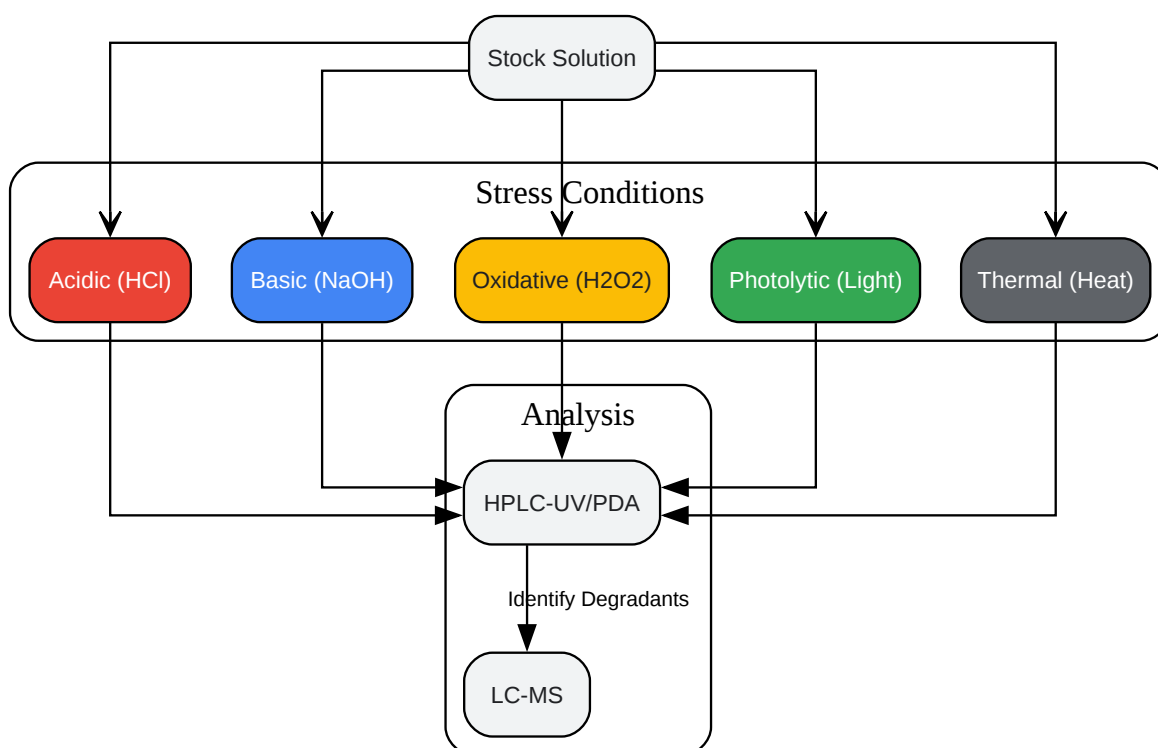 Stock Solution
Stress Conditions
Acidic (HCl)
Basic (NaOH)
Oxidative (H2O2)
Photolytic (Light)
Thermal (Heat)
Analysis
HPLC-UV/PDA
Identify Degradants
LC-MS